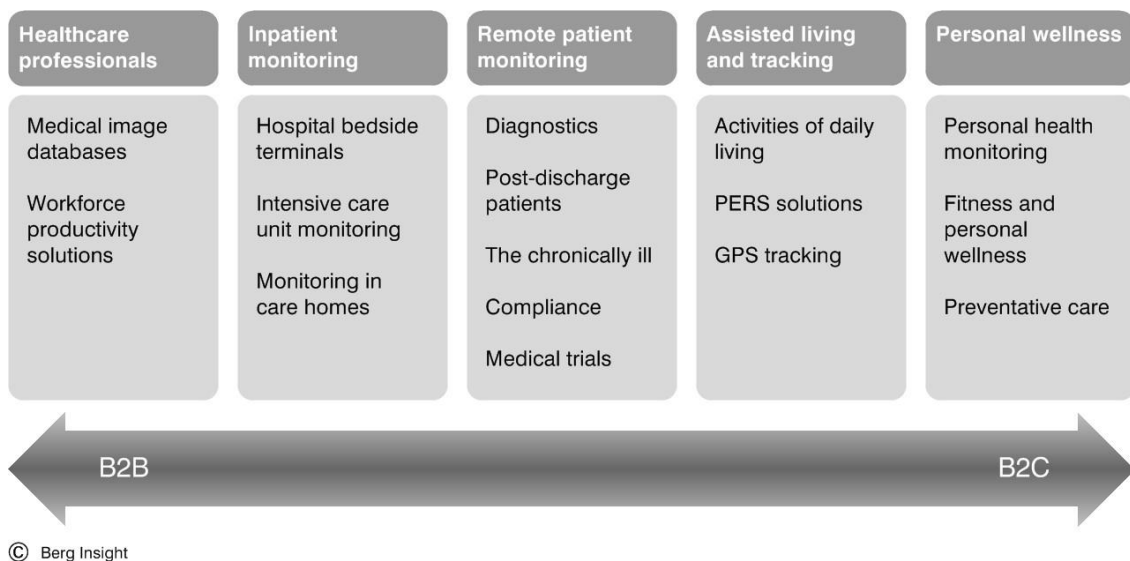 Healthcare
professionals
Medical image
databases
Workforce
productivity
solutions
Inpatient
monitoring
Hospital bedside
terminals
Intensive care
unit monitoring
Monitoring in
care homes
Remote patient
monitoring
Diagnostics
Post-discharge
patients
The chronically ill
Compliance
Medical trials
Assisted living
and tracking
Activities of daily
living
PERS solutions
GPS tracking
Personal wellness
Personal health
monitoring
Fitness and
personal
wellness
Preventative care
B2B
B2C
© Berg Insight